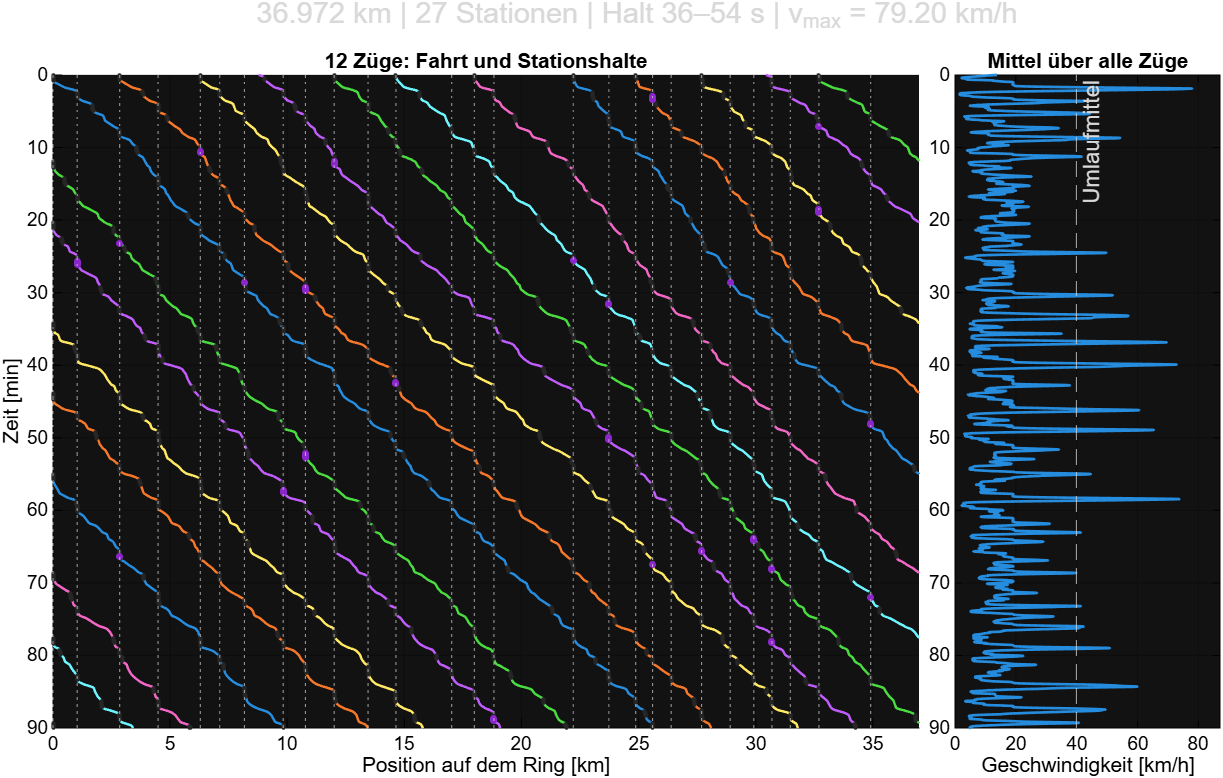 36.972 km | 27 Stationen | Halt 36–54 s | vmax = 79.20 km/h
12 Züge: Fahrt und Stationshalte
Mittel über alle Züge
Zeit [min]
0
10
20
30
40
50
60
70
80
90
0 5 10 15 20 25 30 35
Position auf dem Ring [km]
0
10
20
30
40
50
60
70
80
90
Umlaufmittel
0 20 40 60 80
Geschwindigkeit [km/h]